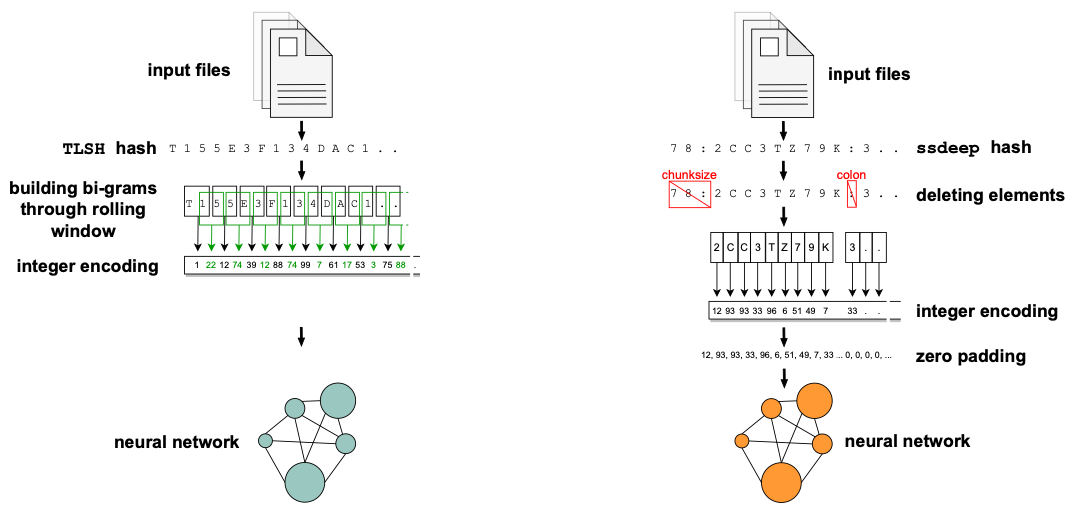 input files
TLSH hash
T 1 5 5 E 3 F 1 3 4 D A C 1 . .
building bi-grams
through rolling
window
T 1 5 5 E 3 F 1 3 4 D A C 1 . .
integer encoding
1 22 12 74 39 12 88 74 99 7 61 17 53 3 75 88 .
neural network
input files
7 8 : 2 C C 3 T Z 7 9 K : 3 . .
ssdeep hash
chunksize
colon
7 8 : 2 C C 3 T Z 7 9 K : 3 . .
deleting elements
2 C C 3 T Z 7 9 K 3 . .
12 93 93 33 96 6 51 49 7 33 . .
integer encoding
12, 93, 93, 33, 96, 6, 51, 49, 7, 33 ... 0, 0, 0, 0, ...
zero padding
neural network